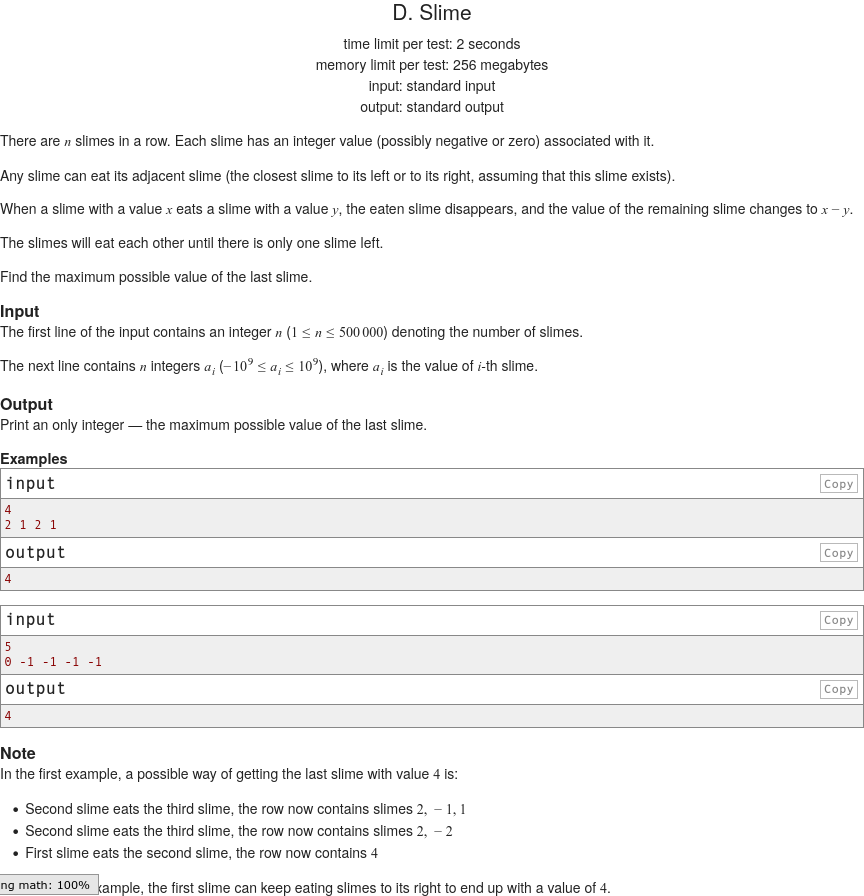 D. Slime
time limit per test: 2 seconds
memory limit per test: 256 megabytes
input: standard input
output: standard output
There are n slimes in a row. Each slime has an integer value (possibly negative or zero) associated with it.
Any slime can eat its adjacent slime (the closest slime to its left or to its right, assuming that this slime exists).
When a slime with a value x eats a slime with a value y, the eaten slime disappears, and the value of the remaining slime changes to x − y.
The slimes will eat each other until there is only one slime left.
Find the maximum possible value of the last slime.
Input
The first line of the input contains an integer n (1 ≤ n ≤ 500 000) denoting the number of slimes.
The next line contains n integers a_i (−10^9 ≤ a_i ≤ 10^9), where a_i is the value of i-th slime.
Output
Print an only integer — the maximum possible value of the last slime.
Examples
input Copy
4
2 1 2 1
output Copy
4
input Copy
5
0 -1 -1 -1 -1
output Copy
4
Note
In the first example, a possible way of getting the last slime with value 4 is:
• Second slime eats the third slime, the row now contains slimes 2, −1, 1
• Second slime eats the third slime, the row now contains slimes 2, −2
• First slime eats the second slime, the row now contains 4
ng math: 100% xample, the first slime can keep eating slimes to its right to end up with a value of 4.